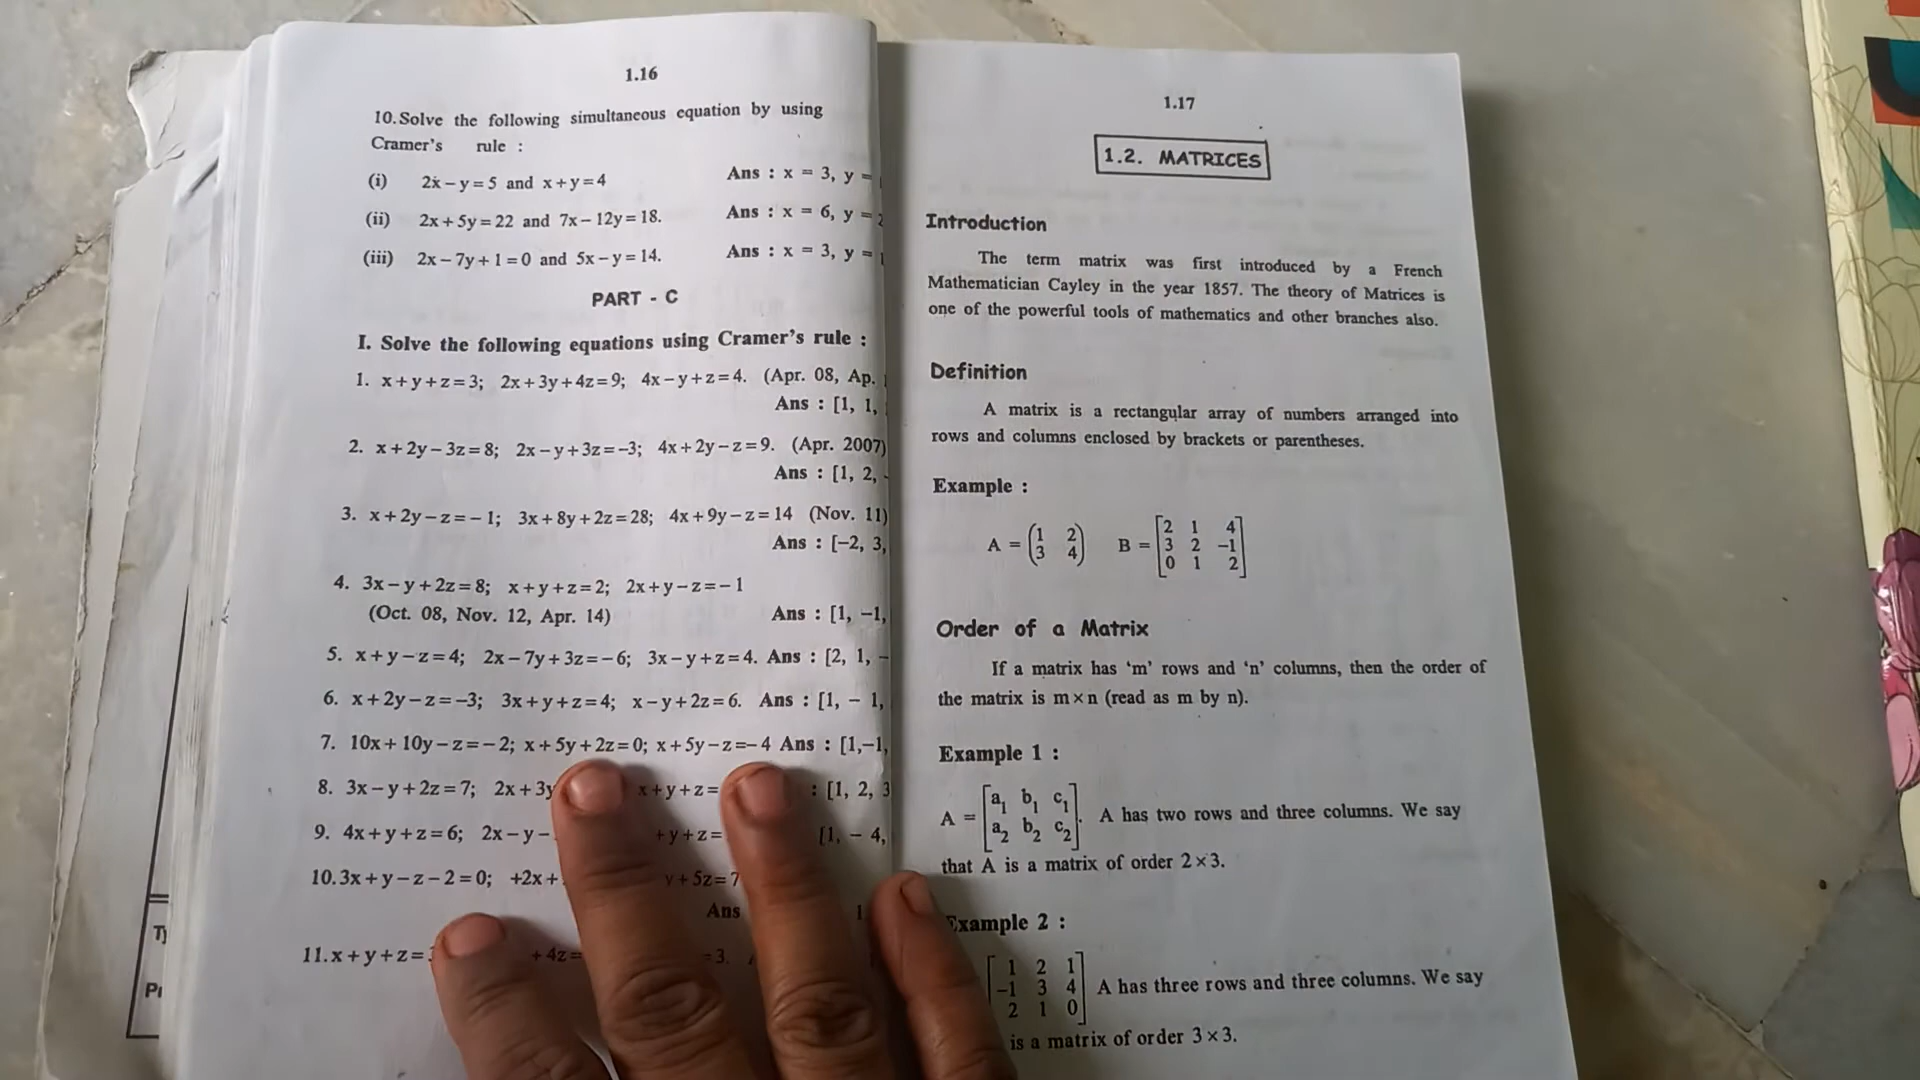 1.16
10. Solve the following simultaneous equation by using
Cramer's rule :
(i) 2x – y = 5 and x + y = 4 Ans : x = 3, y =
(ii) 2x + 5y = 22 and 7x – 12y = 18. Ans : x = 6, y = 2
(iii) 2x – 7y + 1 = 0 and 5x – y = 14. Ans : x = 3, y =
PART - C
I. Solve the following equations using Cramer's rule :
1. x + y + z = 3; 2x + 3y + 4z = 9; 4x – y + z = 4. (Apr. 08, Ap.
Ans : [1, 1,
2. x + 2y – 3z = 8; 2x – y + 3z = –3; 4x + 2y – z = 9. (Apr. 2007)
Ans : [1, 2,
3. x + 2y – z = – 1; 3x + 8y + 2z = 28; 4x + 9y – z = 14 (Nov. 11)
Ans : [–2, 3,
4. 3x – y + 2z = 8; x + y + z = 2; 2x + y – z = – 1
(Oct. 08, Nov. 12, Apr. 14) Ans : [1, –1,
5. x + y – z = 4; 2x – 7y + 3z = – 6; 3x – y + z = 4. Ans : [2, 1, –
6. x + 2y – z = –3; 3x + y + z = 4; x – y + 2z = 6. Ans : [1, – 1,
7. 10x + 10y – z = – 2; x + 5y + 2z = 0; x + 5y – z = – 4 Ans : [1,–1,
8. 3x – y + 2z = 7; 2x + 3y x + y + z = : [1, 2, 3
9. 4x + y + z = 6; 2x – y – + y + z = [1, – 4,
10. 3x + y – z – 2 = 0; +2x + y + 5z = 7
Ans
11. x + y + z = + 4z = = 3.
1.17
1.2. MATRICES
Introduction
The term matrix was first introduced by a French
Mathematician Cayley in the year 1857. The theory of Matrices is
one of the powerful tools of mathematics and other branches also.
Definition
A matrix is a rectangular array of numbers arranged into
rows and columns enclosed by brackets or parentheses.
Example :
1 2 2 1 4
A = B = 3 2 –1
3 4 0 1 2
Order of a Matrix
If a matrix has 'm' rows and 'n' columns, then the order of
the matrix is m × n (read as m by n).
Example 1 :
a₁ b₁ c₁
A = . A has two rows and three columns. We say
a₂ b₂ c₂
that A is a matrix of order 2 × 3.
Example 2 :
1 2 1
–1 3 4 A has three rows and three columns. We say
2 1 0
is a matrix of order 3 × 3.